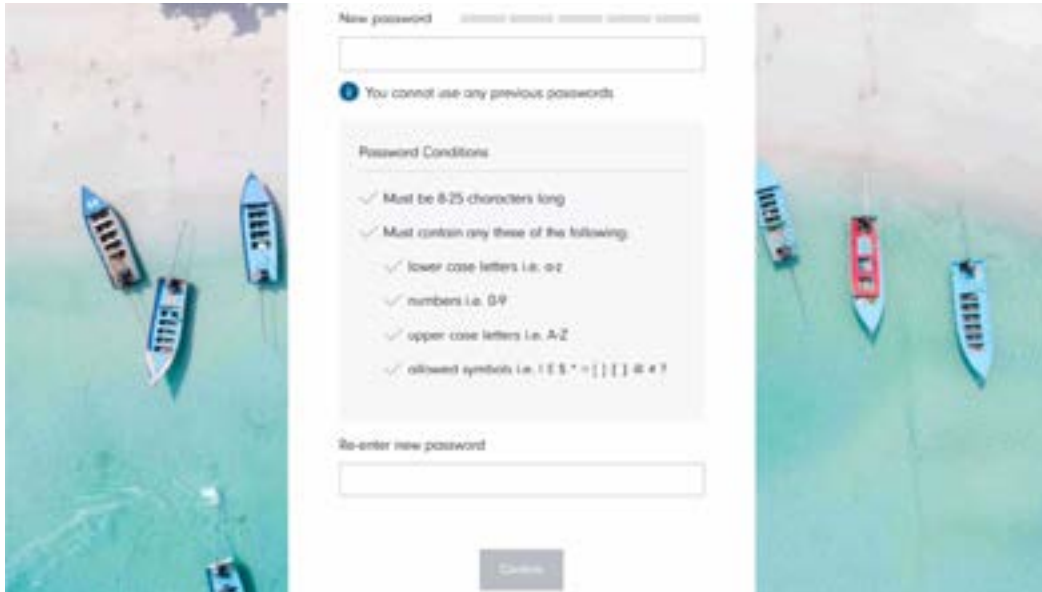 New password
You cannot use any previous passwords
Password Conditions
Must be 8-25 characters long
Must contain any three of the following:
lower case letters i.e. a-z
numbers i.e. 0-9
upper case letters i.e. A-Z
allowed symbols i.e.
Re-enter new password
Confirm